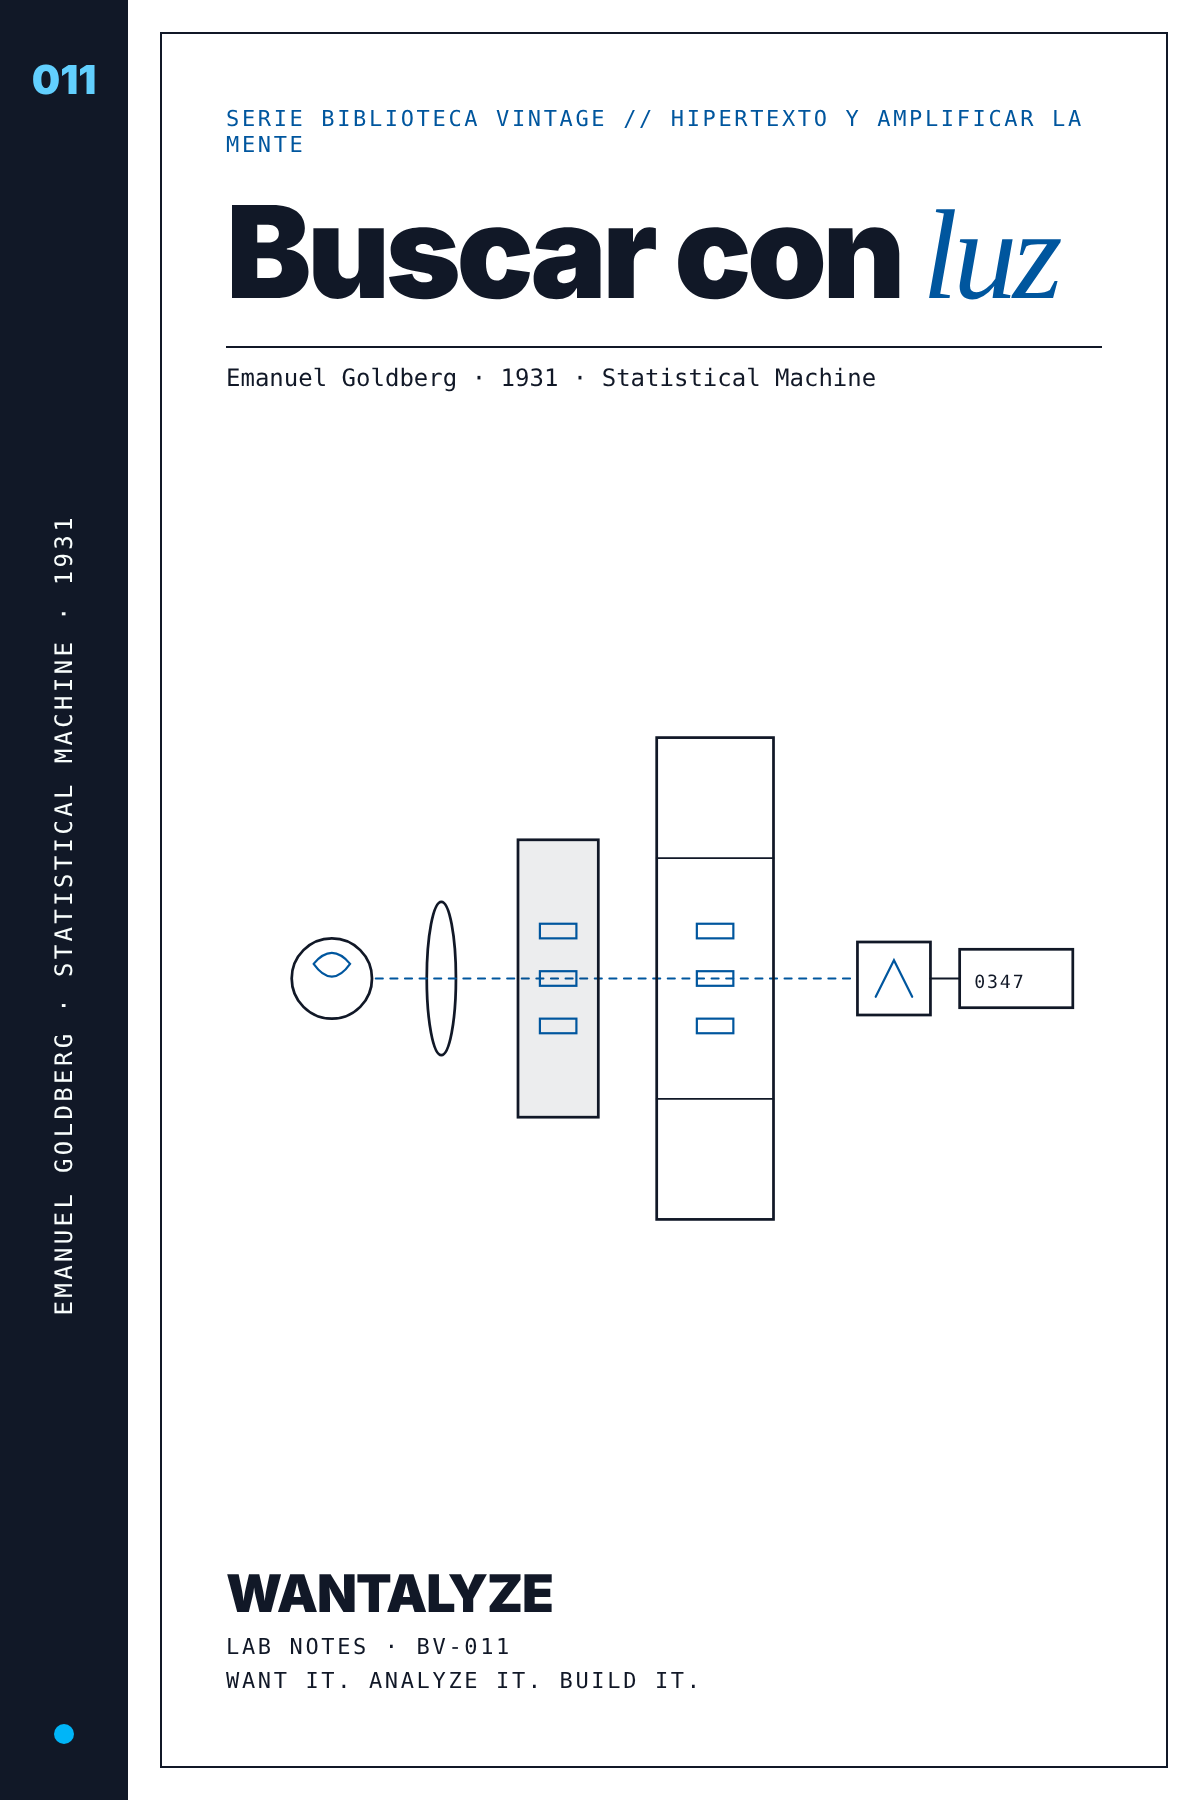 011
EMANUEL GOLDBERG · STATISTICAL MACHINE · 1931
SERIE BIBLIOTECA VINTAGE // HIPERTEXTO Y AMPLIFICAR LA
MENTE
Buscar con luz
Emanuel Goldberg · 1931 · Statistical Machine
0347
WANTALYZE
LAB NOTES · BV-011
WANT IT. ANALYZE IT. BUILD IT.